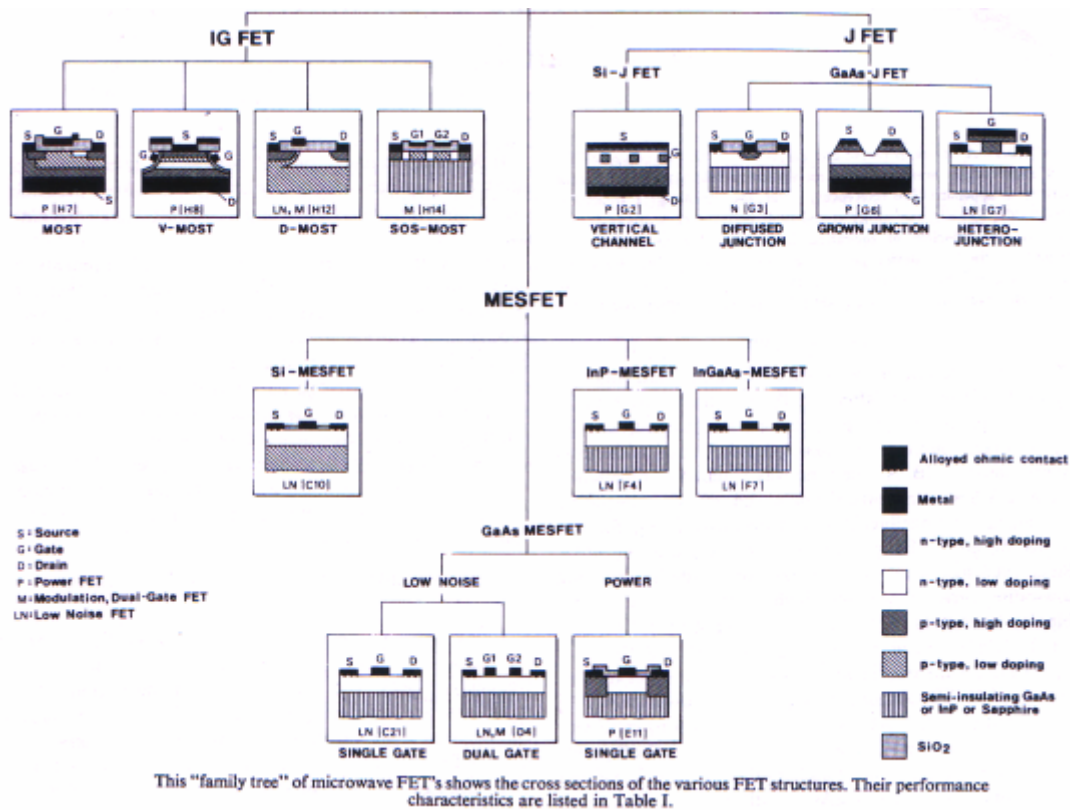 IG FET
J FET
Si-J FET
GaAs-J FET
S G D
S
P [H7]
MOST
S
G G
D
P [H8]
V-MOST
S G D
LN, M [H12]
D-MOST
S G1 G2 D
M [H14]
SOS-MOST
S
G
D
P [G2]
VERTICAL
CHANNEL
S G D
N [G3]
DIFFUSED
JUNCTION
S D
G
P [G6]
GROWN JUNCTION
G
S D
LN [G7]
HETERO-
JUNCTION
MESFET
Si-MESFET
InP-MESFET
InGaAs-MESFET
S G D
LN [C10]
S G D
LN [F4]
S G D
LN [F7]
S: Source
G: Gate
D: Drain
P: Power FET
M: Modulation, Dual-Gate FET
LN: Low Noise FET
GaAs MESFET
LOW NOISE
POWER
S G D
LN [C21]
SINGLE GATE
S G1 G2 D
LN,M [D4]
DUAL GATE
S G D
P [E11]
SINGLE GATE
Alloyed ohmic contact
Metal
n-type, high doping
n-type, low doping
p-type, high doping
p-type, low doping
Semi-insulating GaAs
or InP or Sapphire
SiO2
This "family tree" of microwave FET's shows the cross sections of the various FET structures. Their performance
characteristics are listed in Table I.